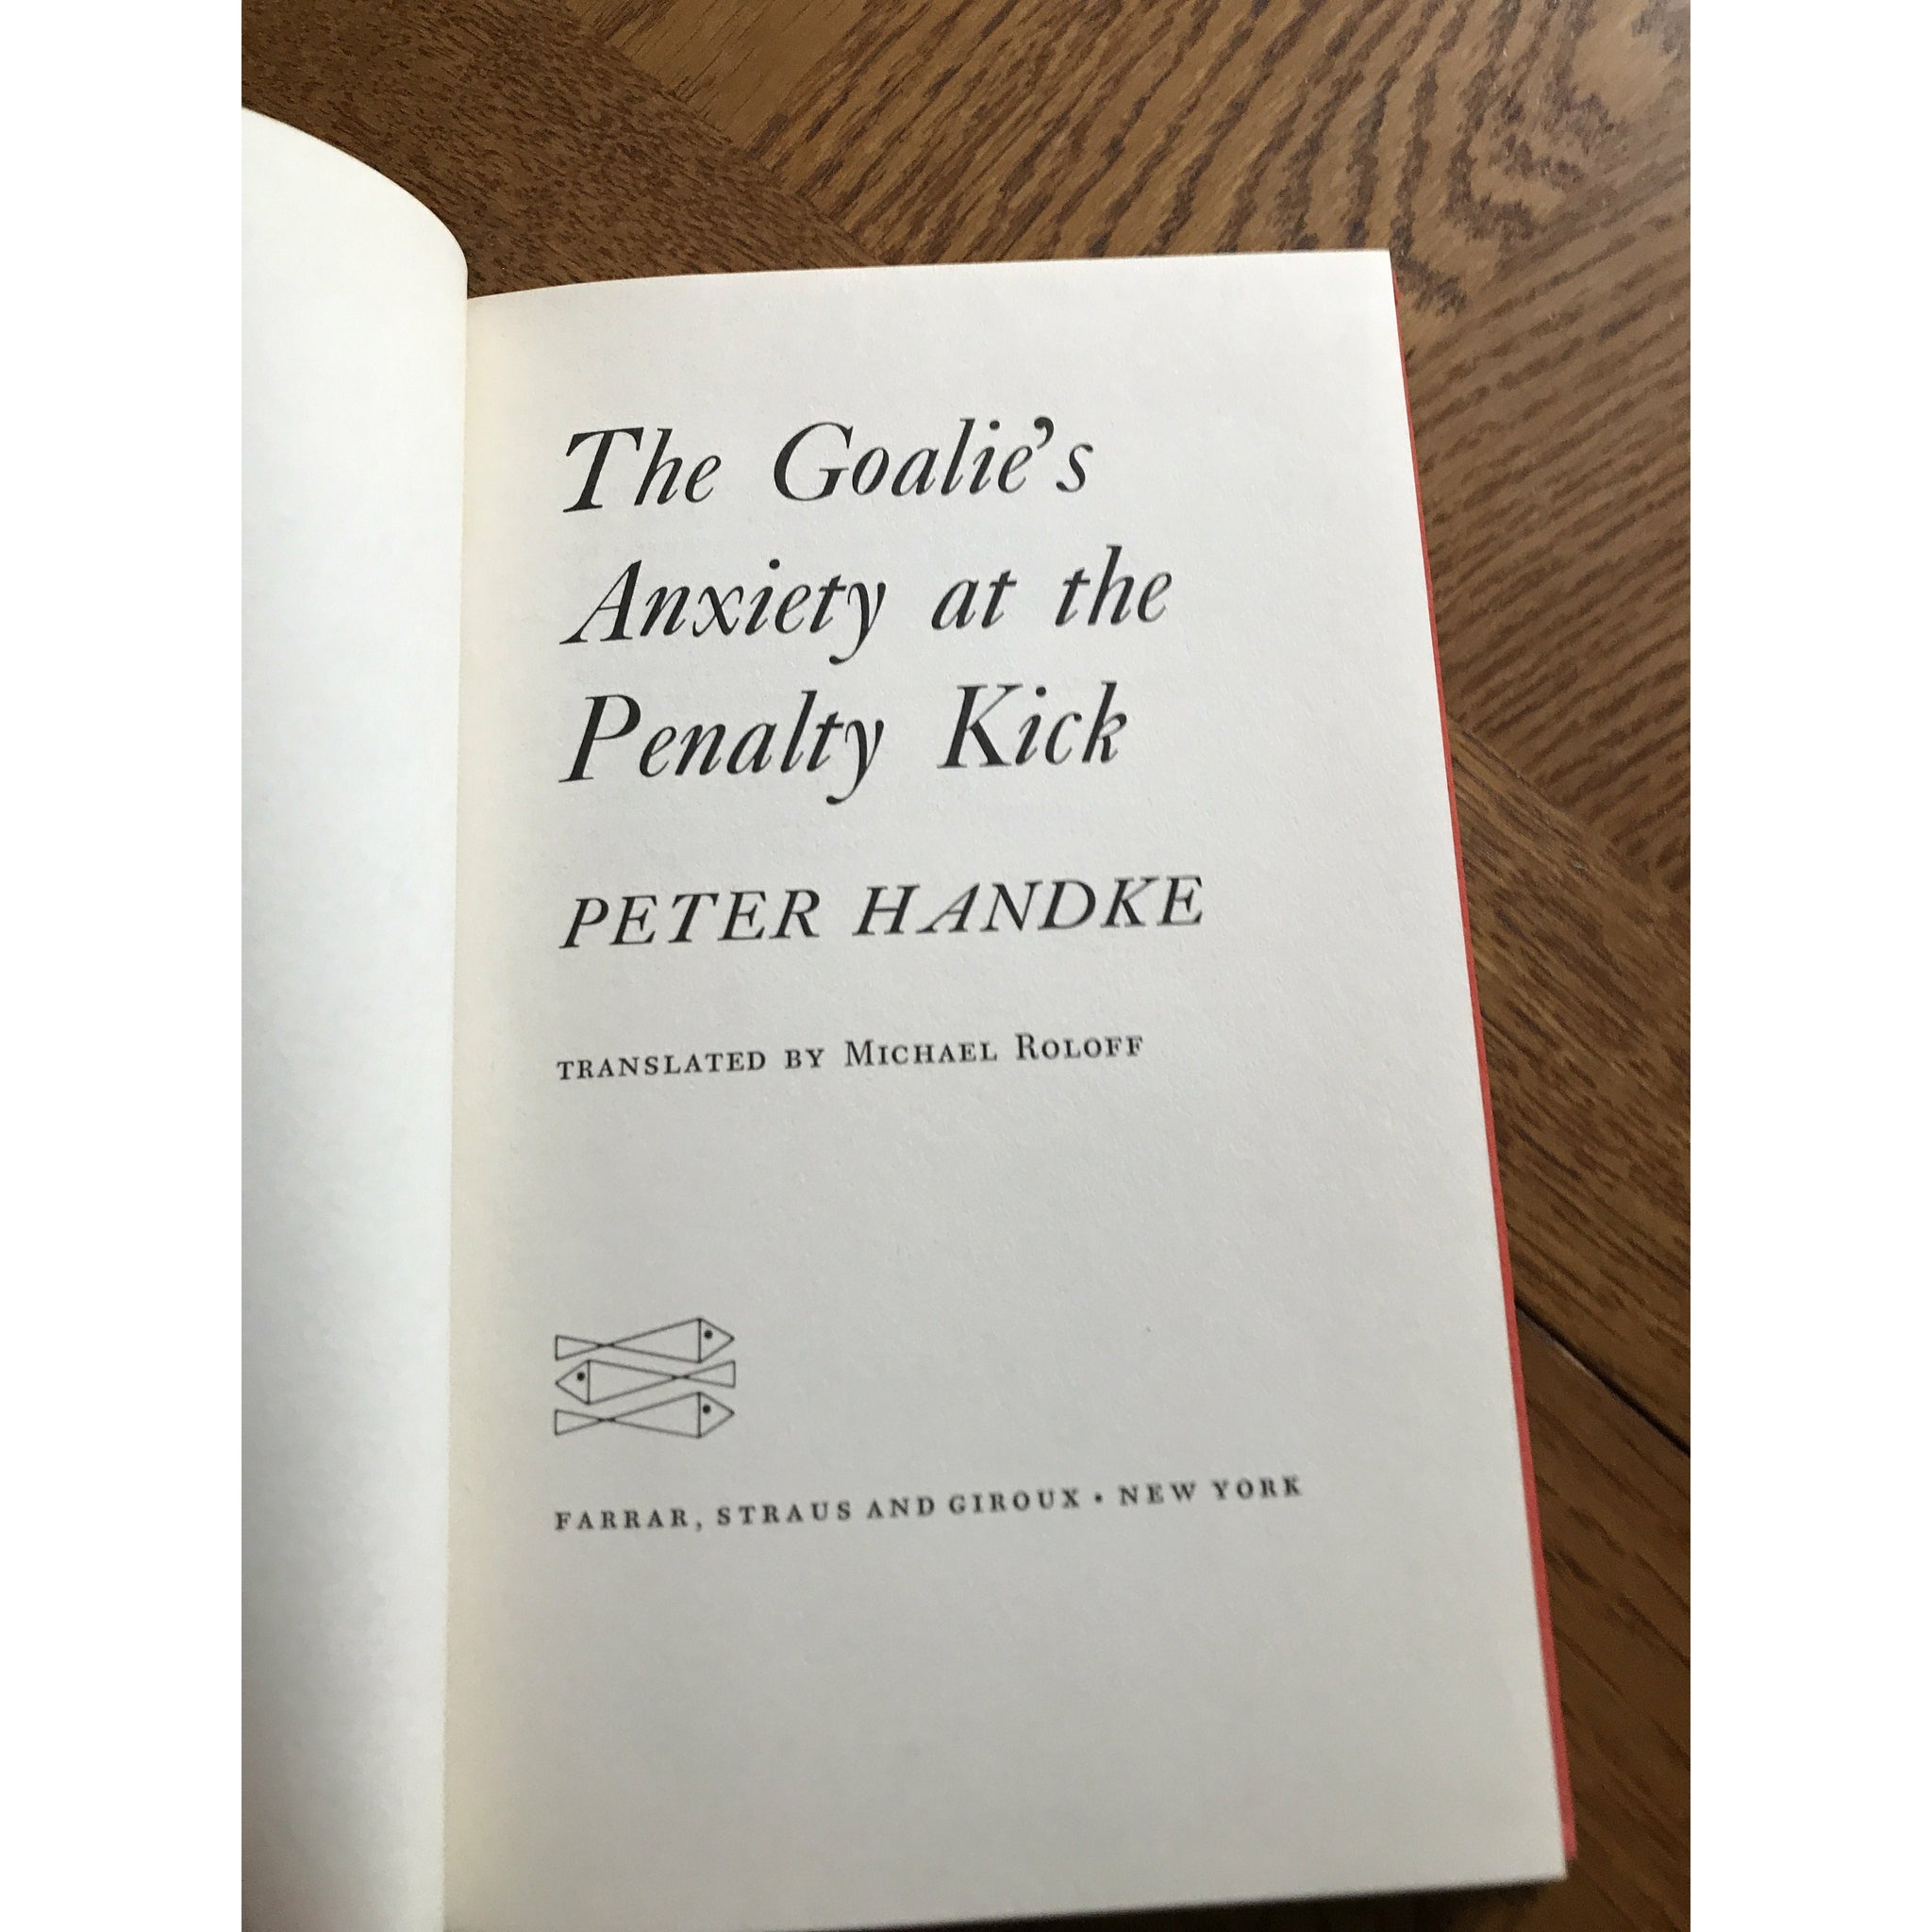 The Goalie's
Anxiety at the
Penalty Kick
PETER HANDKE
TRANSLATED BY MICHAEL ROLOFF
FARRAR, STRAUS AND GIROUX • NEW YORK